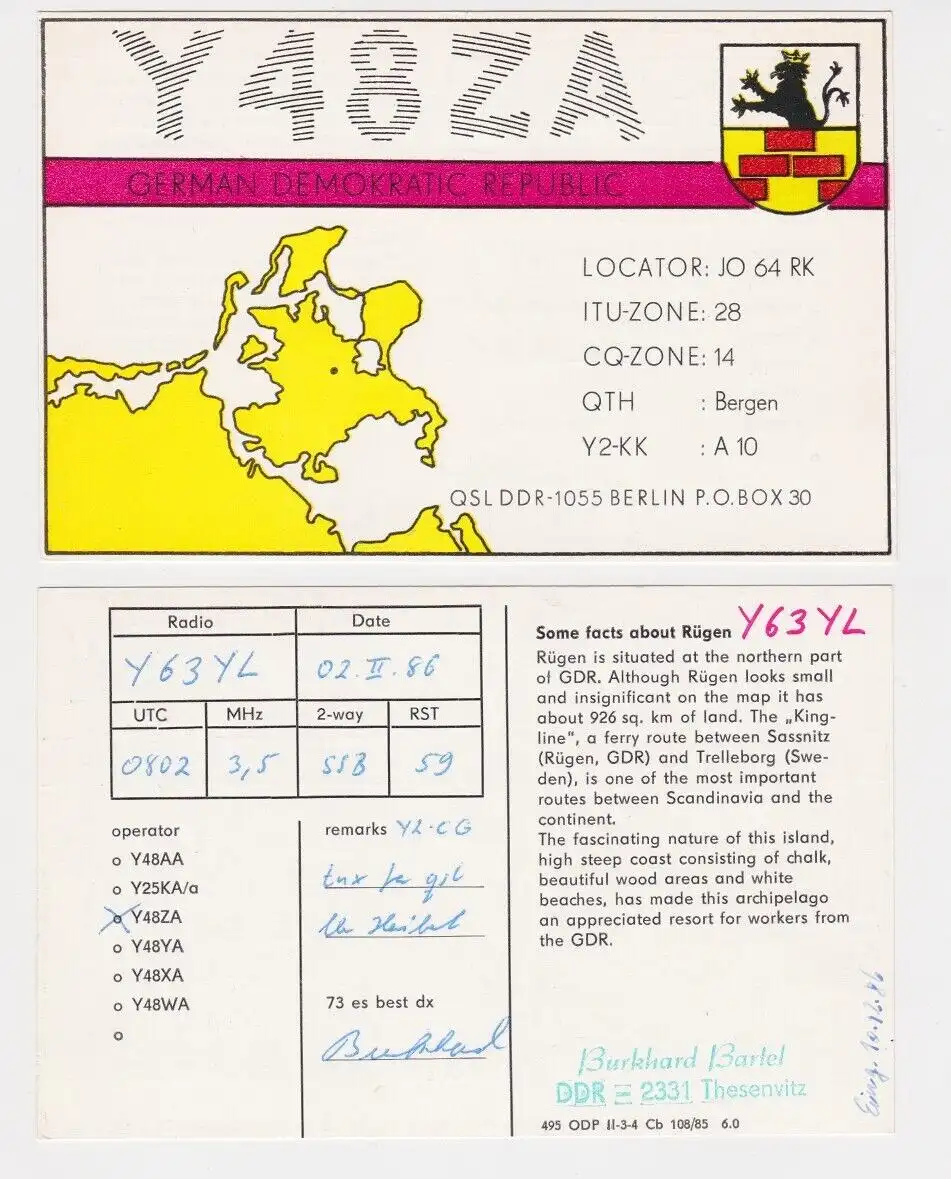 Y48ZA
GERMAN DEMOKRATIC REPUBLIC
LOCATOR: JO 64 RK
ITU-ZONE: 28
CQ-ZONE: 14
QTH : Bergen
Y2-KK : A 10
QSL DDR-1055 BERLIN P.O.BOX 30
Radio Date
Y63YL 02.II.86
UTC MHz 2-way RST
0802 3,5 SSB 59
operator
o Y48AA
o Y25KA/a
o Y48ZA
o Y48YA
o Y48XA
o Y48WA
o
remarks Y2-CG
tnx fr qsl
73 es best dx
Burkhard
Some facts about Rügen Y63YL
Rügen is situated at the northern part
of GDR. Although Rügen looks small
and insignificant on the map it has
about 926 sq. km of land. The „King-
line“, a ferry route between Sassnitz
(Rügen, GDR) and Trelleborg (Swe-
den), is one of the most important
routes between Scandinavia and the
continent.
The fascinating nature of this island,
high steep coast consisting of chalk,
beautiful wood areas and white
beaches, has made this archipelago
an appreciated resort for workers from
the GDR.
Burkhard Bartel
DDR = 2331 Thesenvitz
495 ODP II-3-4 Cb 108/85 6.0